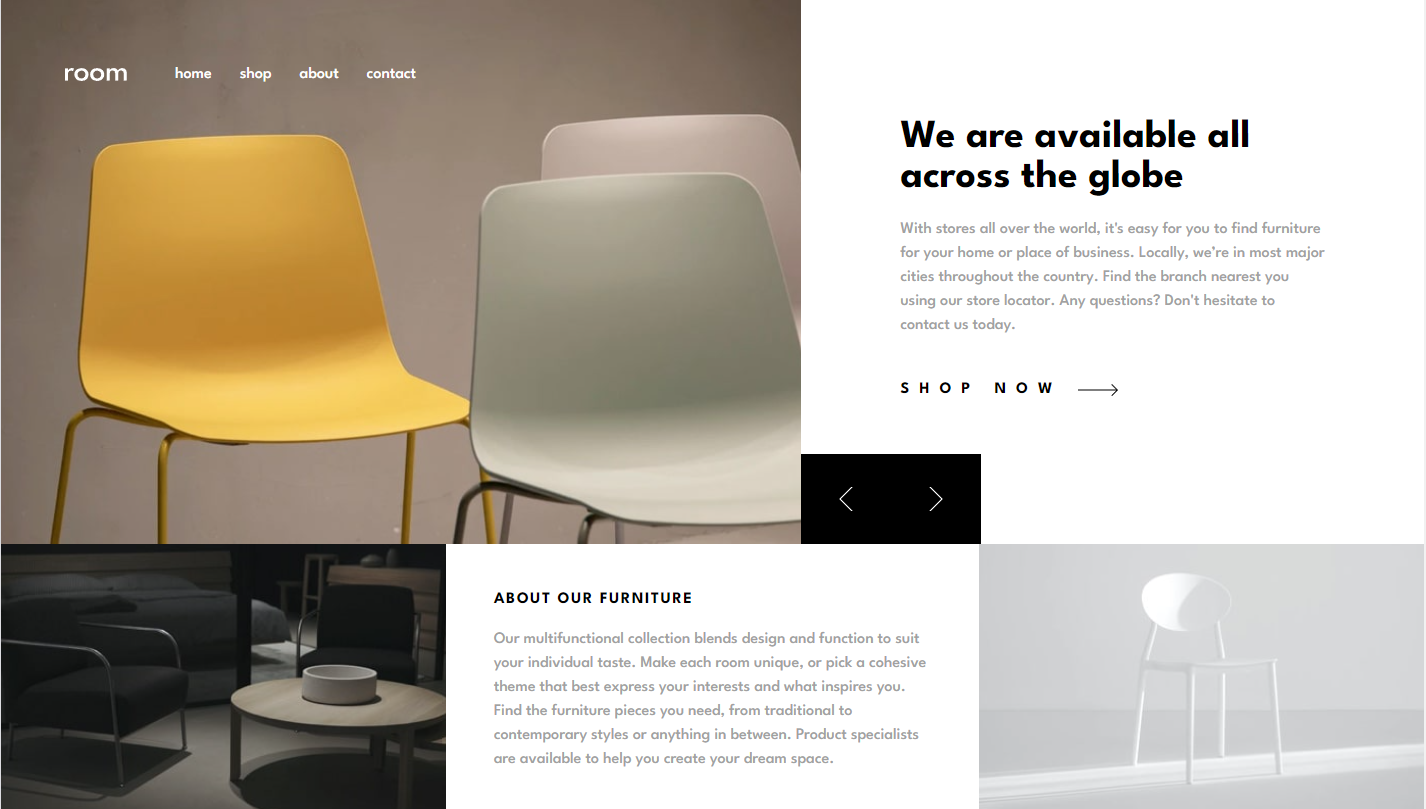 room
home shop about contact
We are available all
across the globe
With stores all over the world, it's easy for you to find furniture
for your home or place of business. Locally, we're in most major
cities throughout the country. Find the branch nearest you
using our store locator. Any questions? Don't hesitate to
contact us today.
SHOP NOW
ABOUT OUR FURNITURE
Our multifunctional collection blends design and function to suit
your individual taste. Make each room unique, or pick a cohesive
theme that best express your interests and what inspires you.
Find the furniture pieces you need, from traditional to
contemporary styles or anything in between. Product specialists
are available to help you create your dream space.